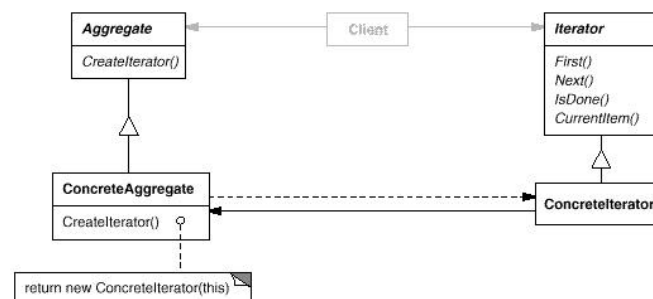 Aggregate
CreateIterator()
Client
Iterator
First()
Next()
IsDone()
CurrentItem()
ConcreteAggregate
CreateIterator()
ConcreteIterator
return new ConcreteIterator(this)